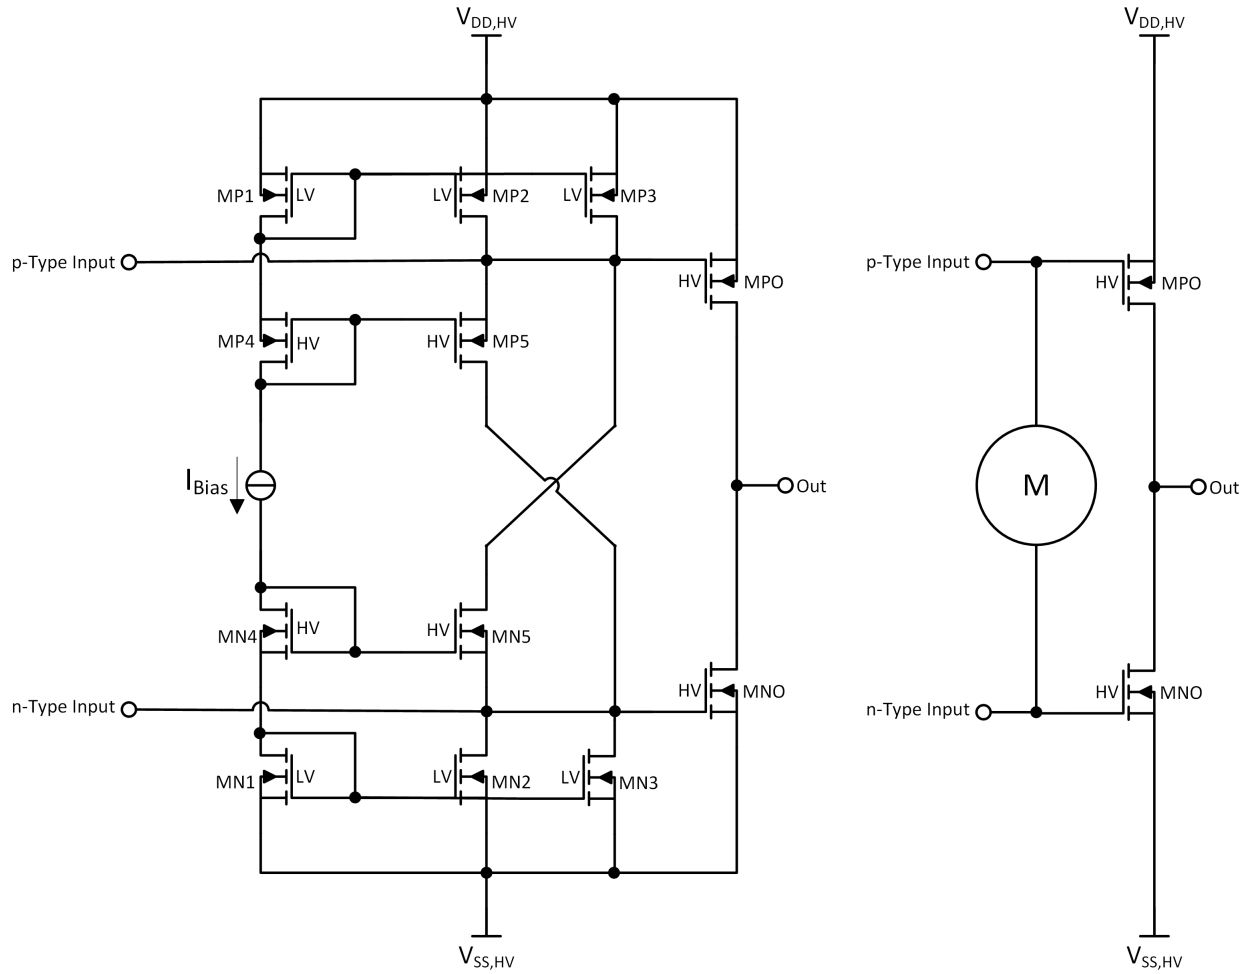 V_DD,HV V_DD,HV
MP1 LV LV MP2 LV MP3
p-Type Input p-Type Input
HV MPO HV MPO
MP4 HV HV MP5
I_Bias Out M Out
MN4 HV HV MN5
n-Type Input HV MNO n-Type Input HV MNO
MN1 LV LV MN2 LV MN3
V_SS,HV V_SS,HV